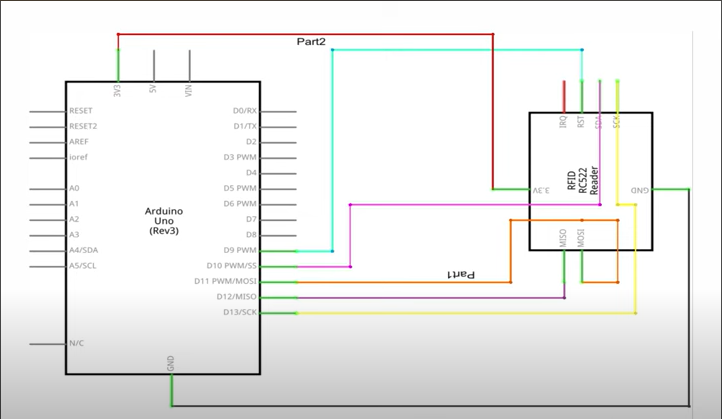 Part2
3V3
5V
VIN
RESET
RESET2
AREF
ioref
A0
A1
A2
A3
A4/SDA
A5/SCL
N/C
Arduino
Uno
(Rev3)
D0/RX
D1/TX
D2
D3 PWM
D4
D5 PWM
D6 PWM
D7
D8
D9 PWM
D10 PWM/SS
D11 PWM/MOSI
D12/MISO
D13/SCK
GND
Part1
IRQ
RST
SDA
SCK
3.3V
RFID
RC522
Reader
GND
MISO
MOSI